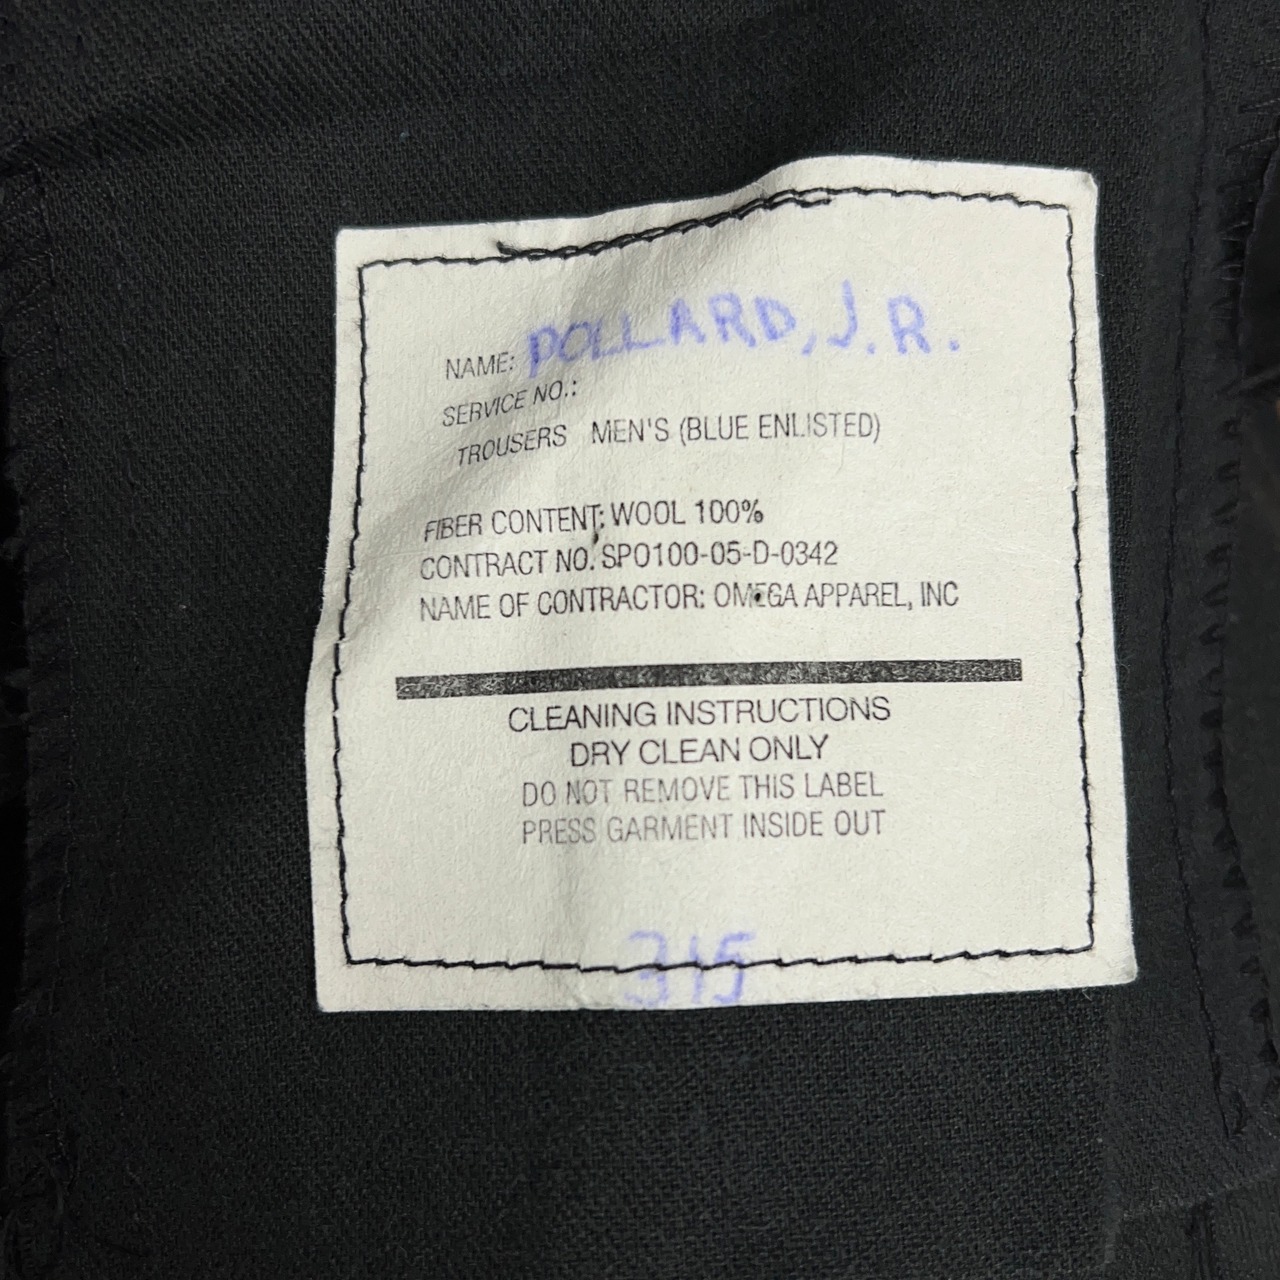 NAME: POLLARD, J.R.
SERVICE NO.:
TROUSERS MEN'S (BLUE ENLISTED)
FIBER CONTENT: WOOL 100%
CONTRACT NO. SPO100-05-D-0342
NAME OF CONTRACTOR: OMEGA APPAREL, INC
CLEANING INSTRUCTIONS
DRY CLEAN ONLY
DO NOT REMOVE THIS LABEL
PRESS GARMENT INSIDE OUT
315